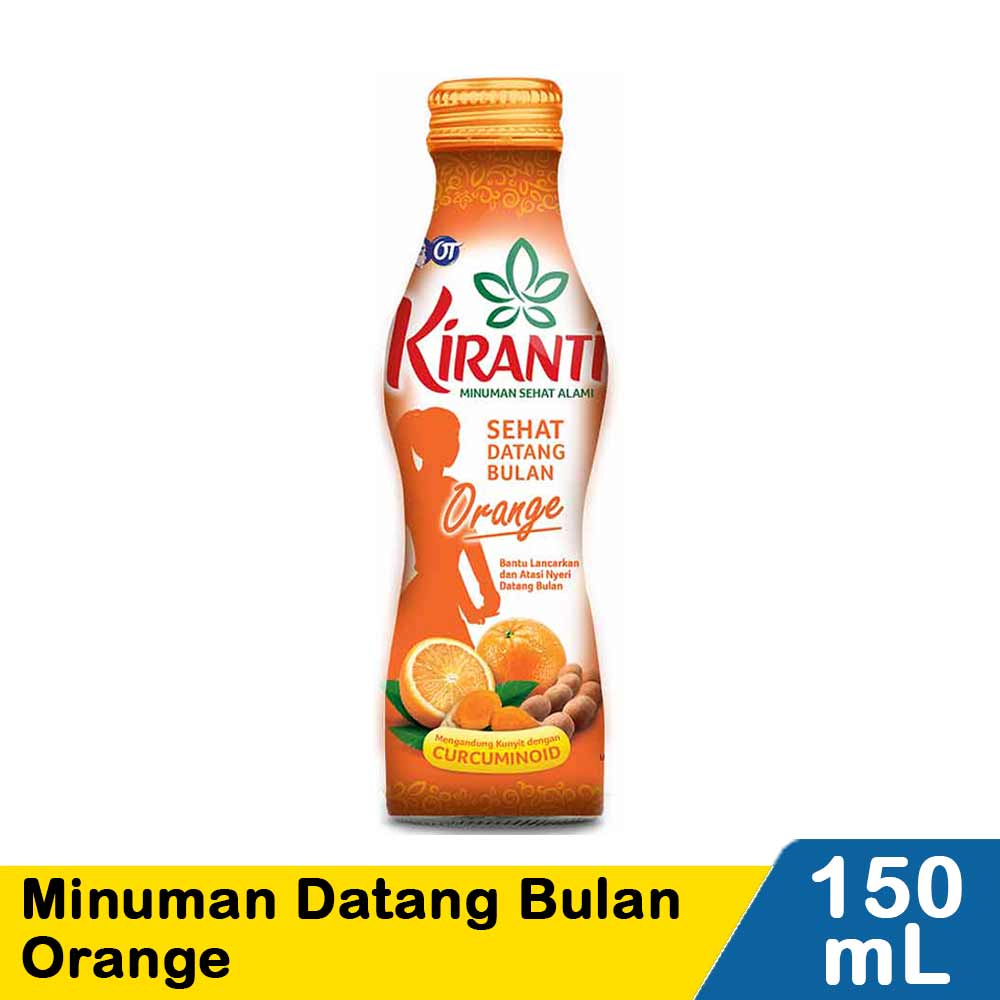 OT
KIRANTI
MINUMAN SEHAT ALAMI
SEHAT
DATANG
BULAN
Orange
Bantu Lancarkan
dan Atasi Nyeri
Datang Bulan
Mengandung Kunyit dengan
CURCUMINOID
Minuman Datang Bulan
Orange
150
mL